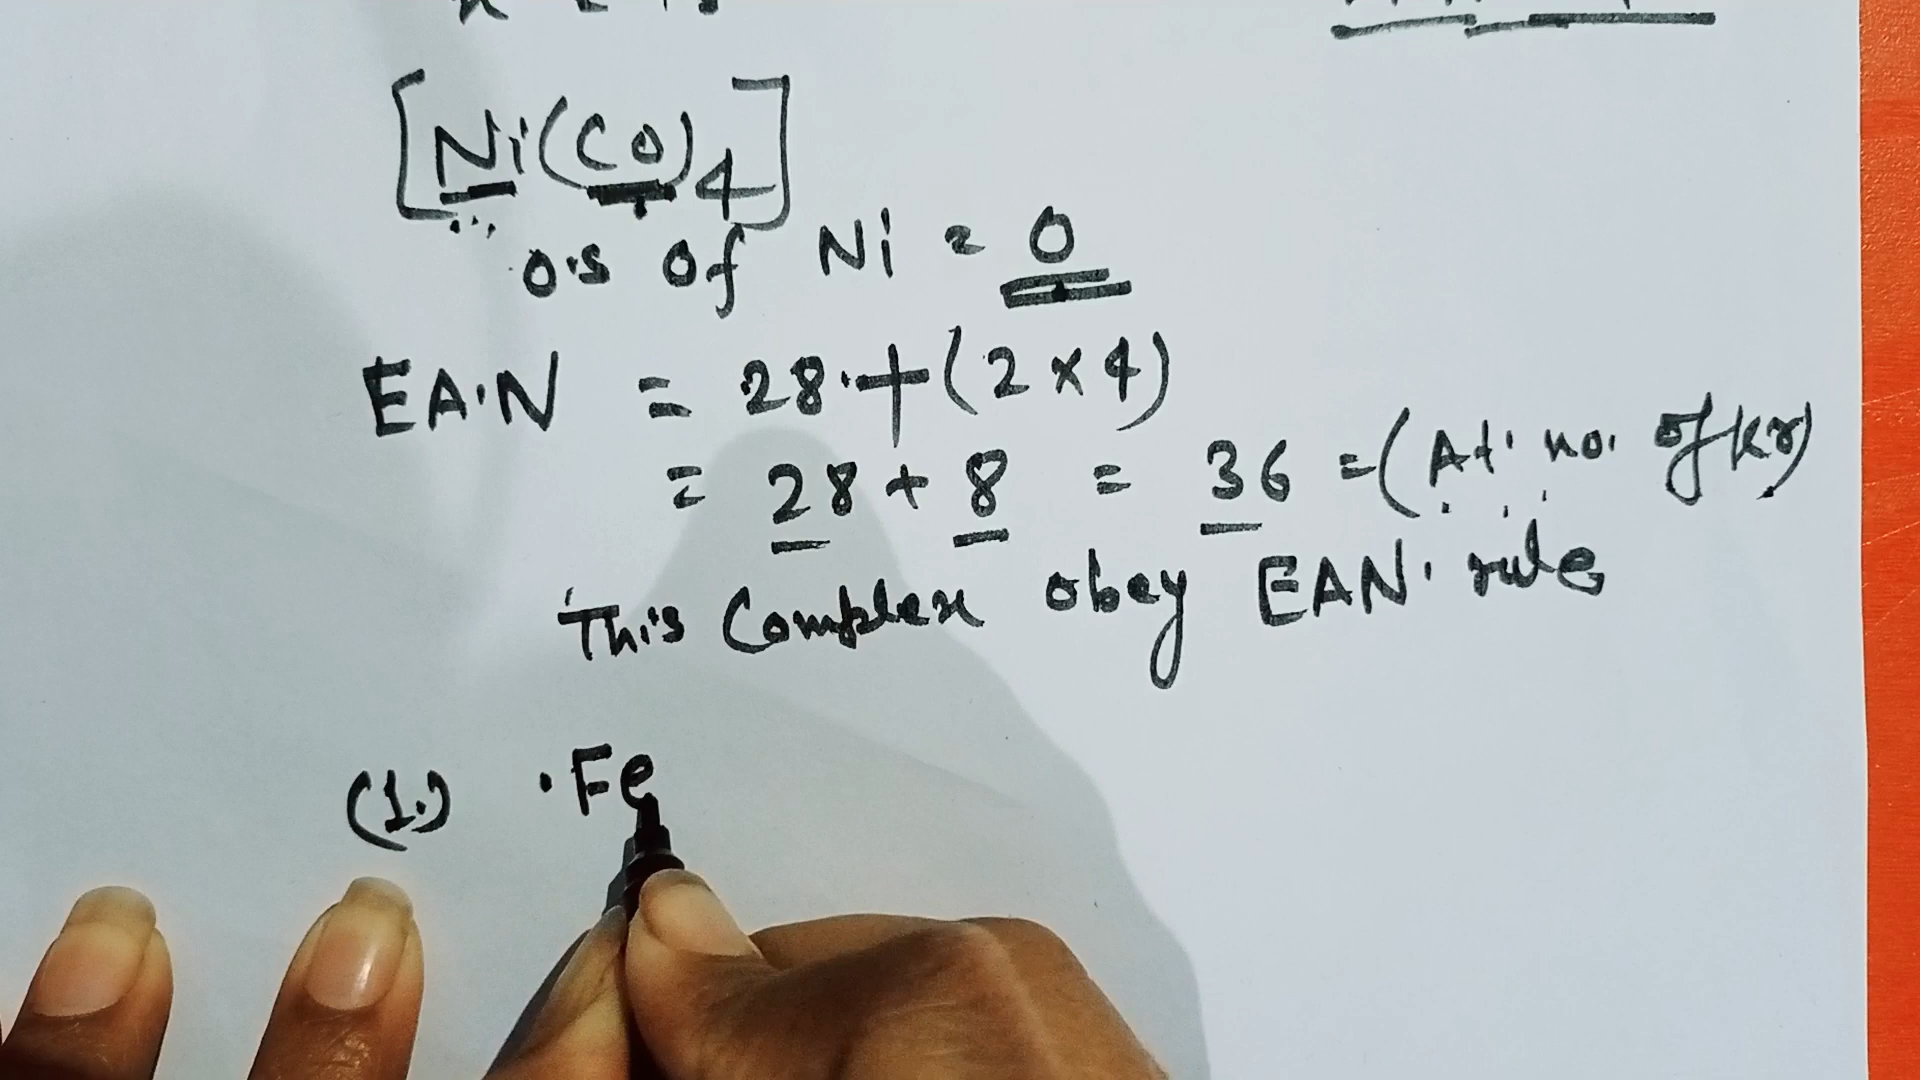 [Ni(CO)4]
o.s of Ni = 0
EA.N = 28 + (2 x 4)
= 28 + 8 = 36 = (At. no. of Kr)
This Complex obey EAN. rule
(1.) Fe